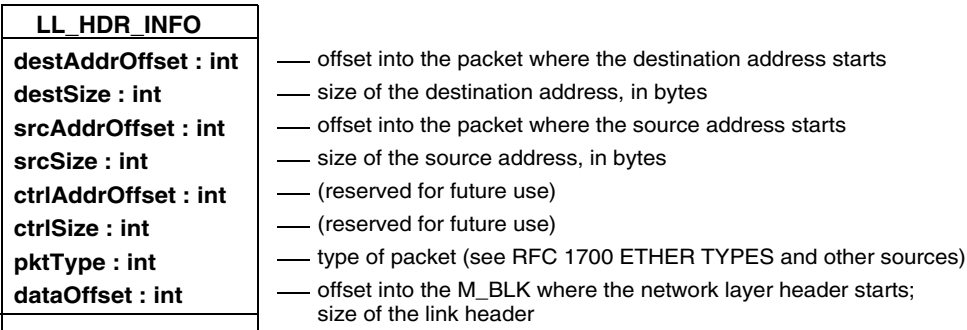 LL_HDR_INFO
destAddrOffset : int — offset into the packet where the destination address starts
destSize : int — size of the destination address, in bytes
srcAddrOffset : int — offset into the packet where the source address starts
srcSize : int — size of the source address, in bytes
ctrlAddrOffset : int — (reserved for future use)
ctrlSize : int — (reserved for future use)
pktType : int — type of packet (see RFC 1700 ETHER TYPES and other sources)
dataOffset : int — offset into the M_BLK where the network layer header starts;
size of the link header